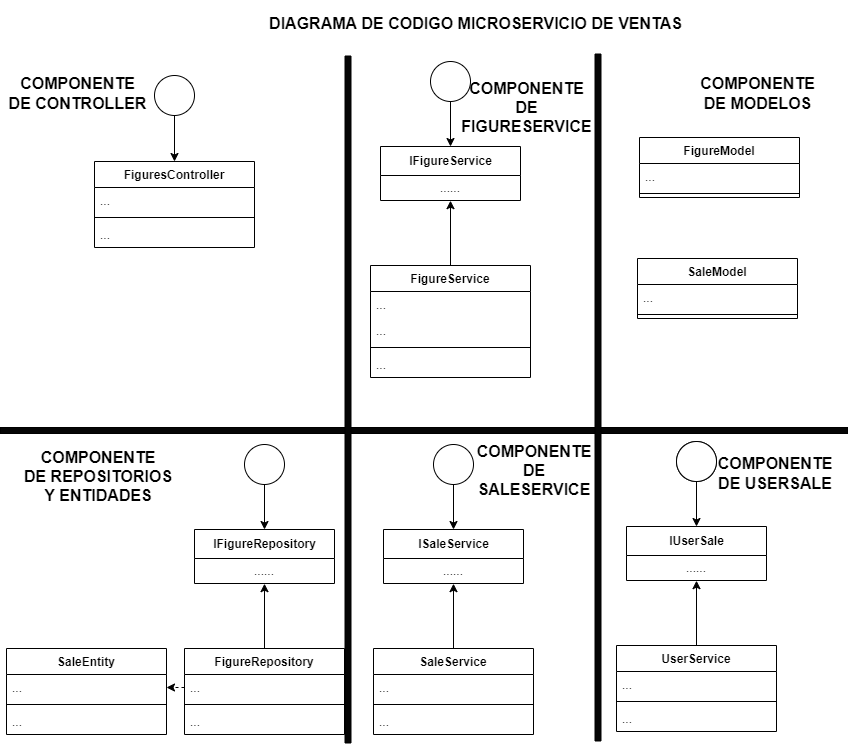 DIAGRAMA DE CODIGO MICROSERVICIO DE VENTAS
COMPONENTE
DE CONTROLLER
FiguresController
...
...
COMPONENTE
DE
FIGURESERVICE
IFigureService
......
FigureService
...
...
...
COMPONENTE
DE MODELOS
FigureModel
...
SaleModel
...
COMPONENTE
DE REPOSITORIOS
Y ENTIDADES
IFigureRepository
......
SaleEntity
...
...
FigureRepository
...
...
COMPONENTE
DE
SALESERVICE
ISaleService
......
SaleService
...
...
COMPONENTE
DE USERSALE
IUserSale
......
UserService
...
...